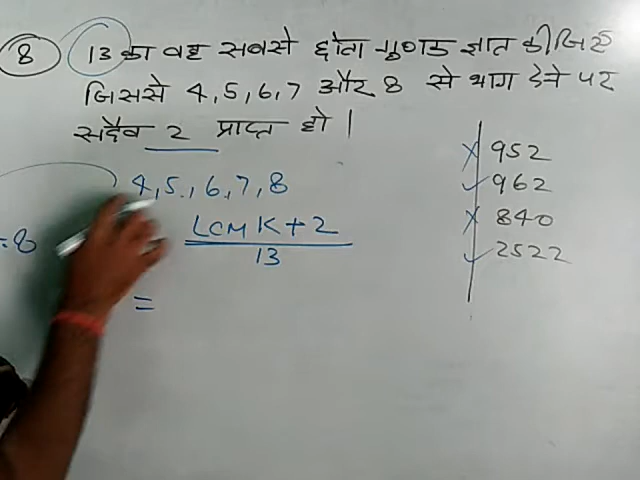 8 13 का वह सबसे छोटा गुणांक ज्ञात कीजिए
जिससे 4,5,6,7 और 8 से भाग देने पर
सदैव 2 प्राप्त हो |
4,5,6,7,8
LCM K+2
13
=8
=
× 952
✓ 962
× 840
✓ 2522